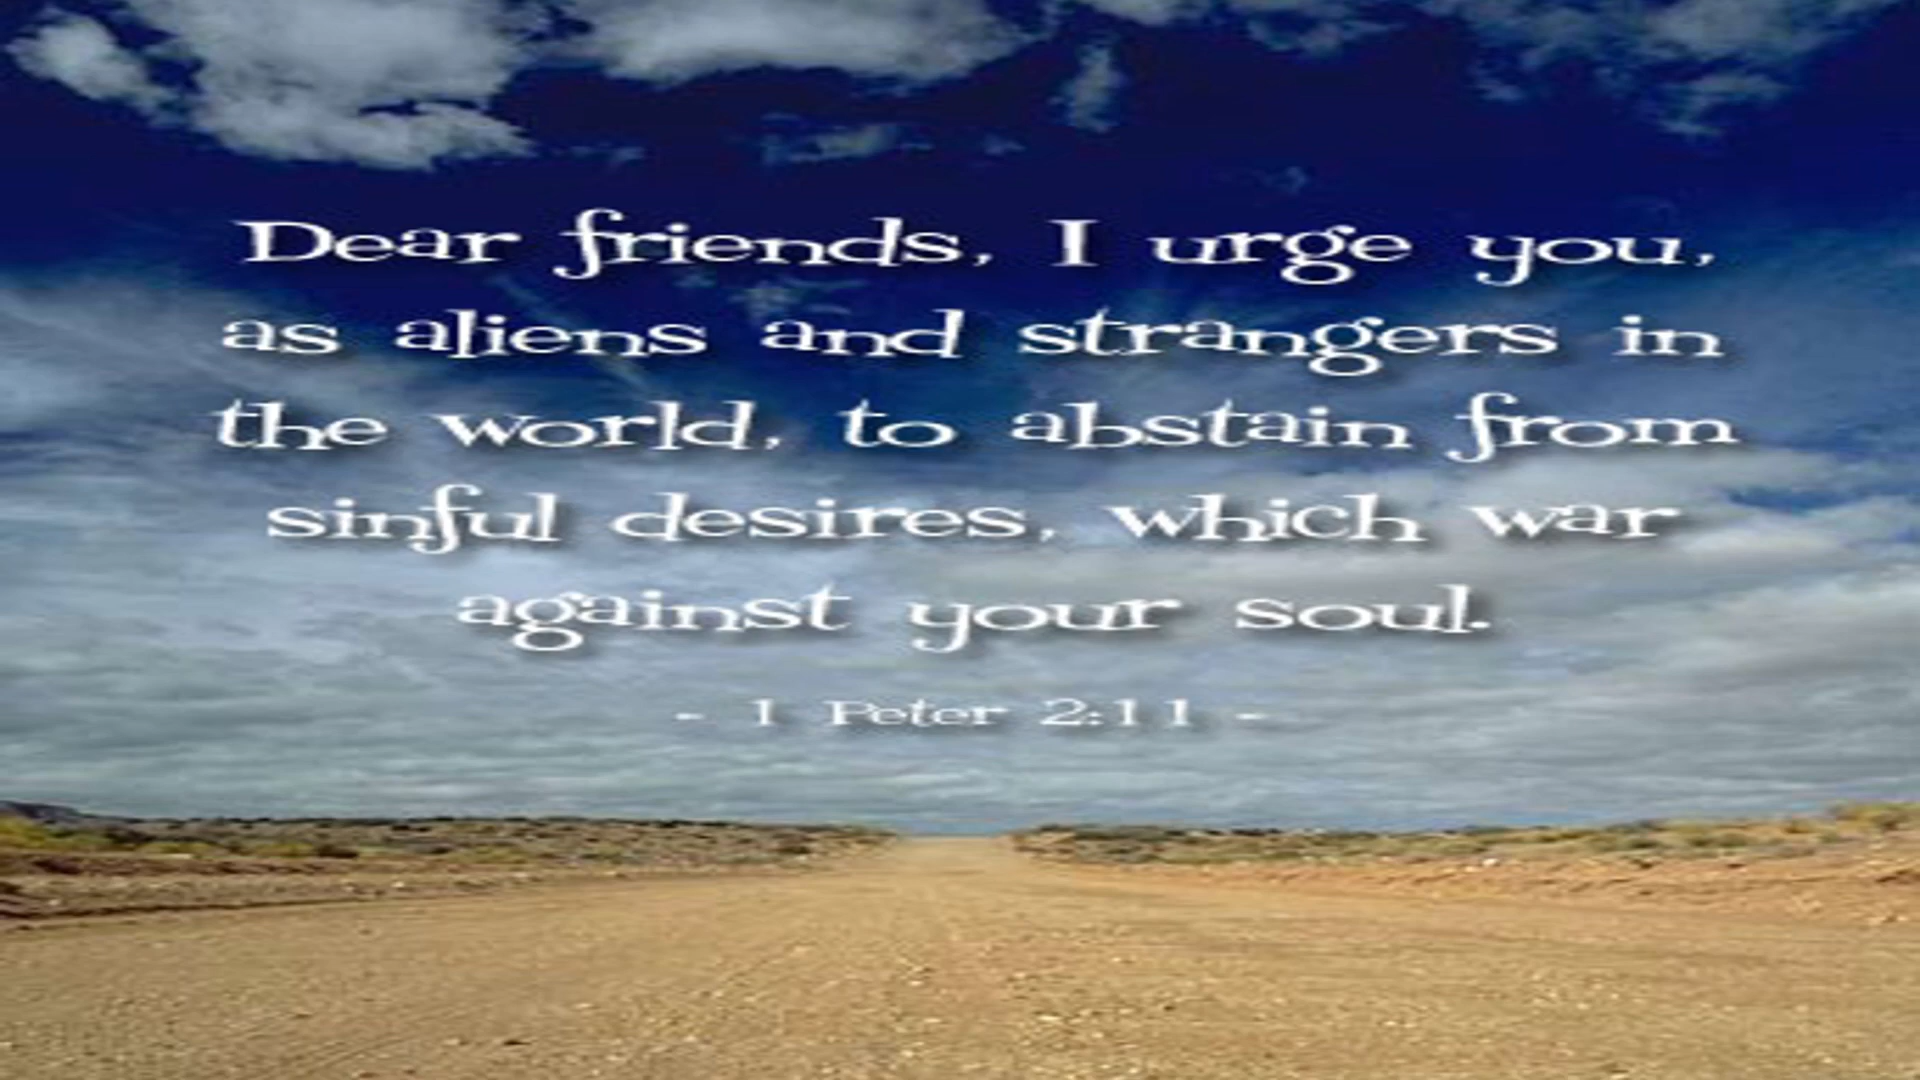 Dear friends, I urge you,
as aliens and strangers in
the world, to abstain from
sinful desires, which war
against your soul.
- 1 Peter 2:11 -